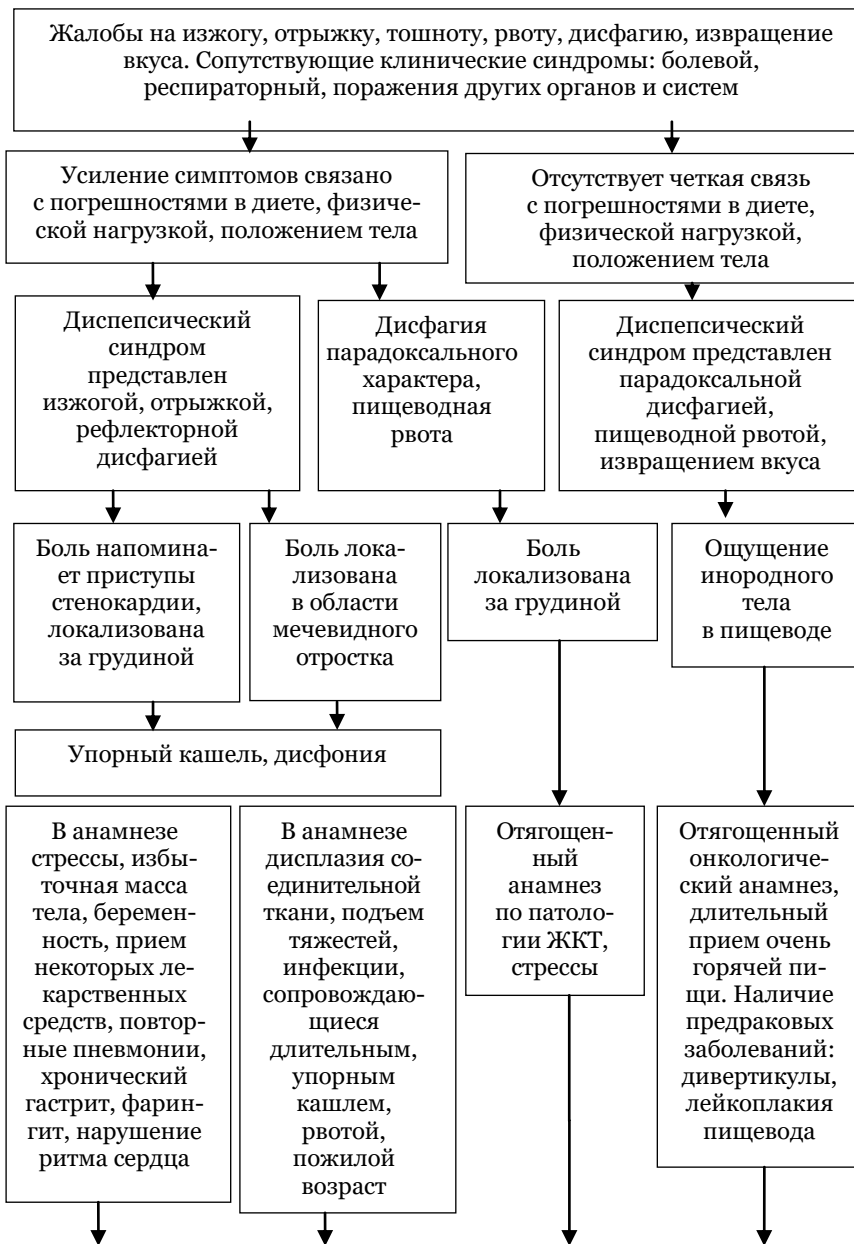 Жалобы на изжогу, отрыжку, тошноту, рвоту, дисфагию, извращение
вкуса. Сопутствующие клинические синдромы: болевой,
респираторный, поражения других органов и систем
Усиление симптомов связано
с погрешностями в диете, физиче-
ской нагрузкой, положением тела
Отсутствует четкая связь
с погрешностями в диете,
физической нагрузкой,
положением тела
Диспепсический
синдром
представлен
изжогой, отрыжкой,
рефлекторной
дисфагией
Дисфагия
парадоксального
характера,
пищеводная
рвота
Диспепсический
синдром представлен
парадоксальной
дисфагией,
пищеводной рвотой,
извращением вкуса
Боль напомина-
ет приступы
стенокардии,
локализована
за грудиной
Боль лока-
лизована
в области
мечевидного
отростка
Боль
локализована
за грудиной
Ощущение
инородного
тела
в пищеводе
Упорный кашель, дисфония
В анамнезе
стрессы, избы-
точная масса
тела, беремен-
ность, прием
некоторых ле-
карственных
средств, повтор-
ные пневмонии,
хронический
гастрит, фарин-
гит, нарушение
ритма сердца
В анамнезе
дисплазия со-
единительной
ткани, подъем
тяжестей,
инфекции,
сопровождаю-
щиеся
длительным,
упорным
кашлем,
рвотой,
пожилой
возраст
Отягощен-
ный
анамнез
по патоло-
гии ЖКТ,
стрессы
Отягощенный
онкологиче-
ский анамнез,
длительный
прием очень
горячей пи-
щи. Наличие
предраковых
заболеваний:
дивертикулы,
лейкоплакия
пищевода